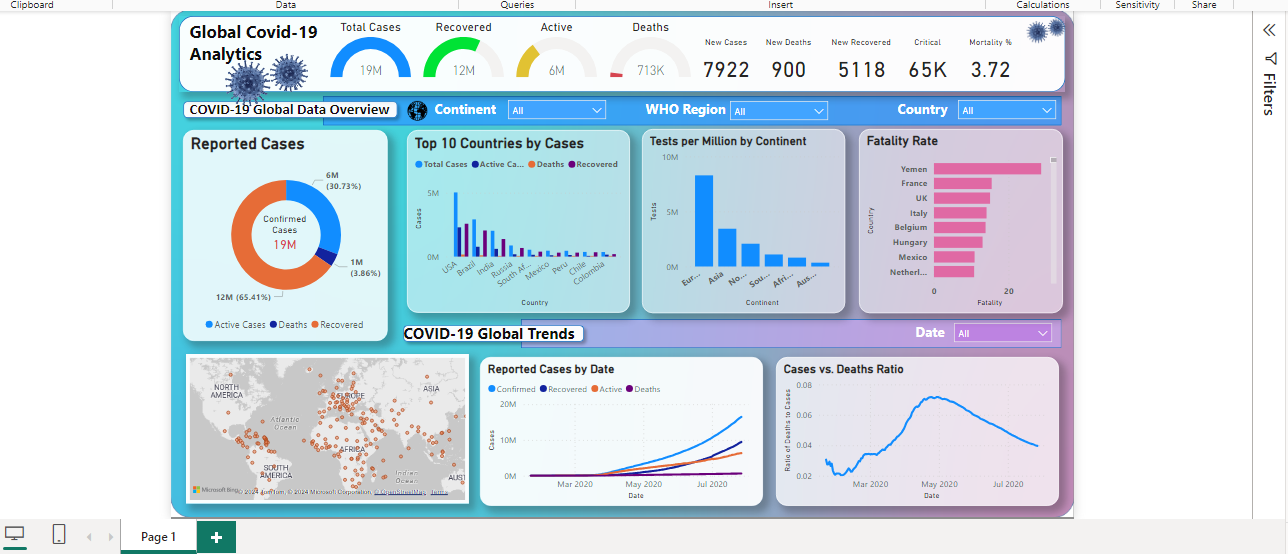 Clipboard
Data
Queries
Insert
Calculations
Sensitivity
Share
Global Covid-19
Analytics
Total Cases
19M
Recovered
12M
Active
6M
Deaths
713K
New Cases
7922
New Deaths
900
New Recovered
5118
Critical
65K
Mortality %
3.72
Filters
COVID-19 Global Data Overview
Continent
All
WHO Region
All
Country
All
Reported Cases
6M
(30.73%)
Confirmed
Cases
19M
1M
(3.86%)
12M (65.41%)
Active Cases
Deaths
Recovered
Top 10 Countries by Cases
Total Cases
Active Ca...
Deaths
Recovered
Cases
5M
0M
USA
Brazil
India
Russia
South Af...
Mexico
Peru
Chile
Colombia
Country
Tests per Million by Continent
Tests
10M
5M
0M
Eur...
Asia
No...
Sou...
Afri...
Aus...
Continent
Fatality Rate
Country
Yemen
France
UK
Italy
Belgium
Hungary
Mexico
Netherl...
0
20
Fatality
COVID-19 Global Trends
Date
All
NORTH
AMERICA
EUROPE
ASIA
Atlantic
Ocean
AFRICA
SOUTH
AMERICA
Indian
Ocean
AUST
Microsoft Bing
© 2024 TomTom, © 2024 Microsoft Corporation, © OpenStreetMap Terms
Reported Cases by Date
Confirmed
Recovered
Active
Deaths
Cases
20M
10M
0M
Mar 2020
May 2020
Jul 2020
Date
Cases vs. Deaths Ratio
Ratio of Deaths to Cases
0.08
0.06
0.04
0.02
Mar 2020
May 2020
Jul 2020
Date
Page 1